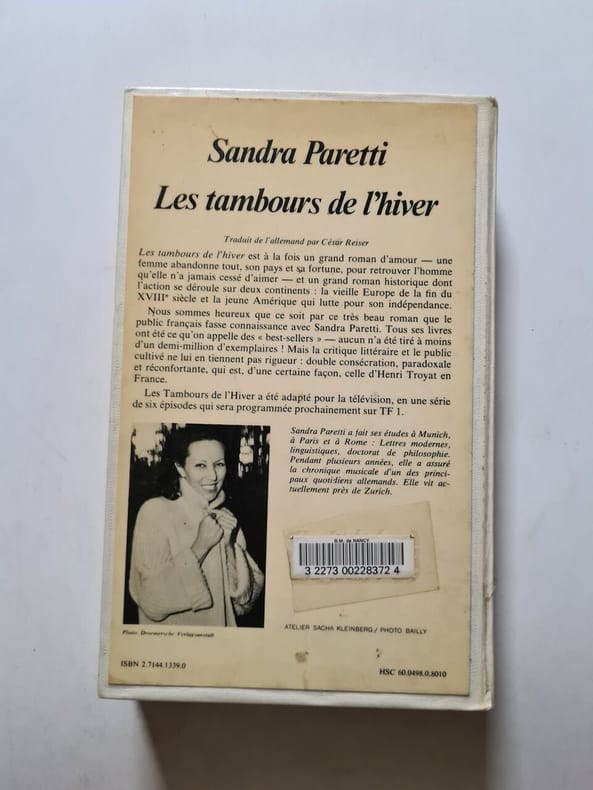 Sandra Paretti
Les tambours de l'hiver
Traduit de l'allemand par César Reiser
Les tambours de l'hiver est à la fois un grand roman d'amour — une
femme abandonne tout, son pays et sa fortune, pour retrouver l'homme
qu'elle n'a jamais cessé d'aimer — et un grand roman historique dont
l'action se déroule sur deux continents : la vieille Europe de la fin du
XVIIIe siècle et la jeune Amérique qui lutte pour son indépendance.
Nous sommes heureux que ce soit par ce très beau roman que le
public français fasse connaissance avec Sandra Paretti. Tous ses livres
ont été ce qu'on appelle des « best-sellers » — aucun n'a été tiré à moins
d'un demi-million d'exemplaires ! Mais la critique littéraire et le public
cultivé ne lui en tiennent pas rigueur : double consécration, paradoxale
et réconfortante, qui est, d'une certaine façon, celle d'Henri Troyat en
France.
Les Tambours de l'Hiver a été adapté pour la télévision, en une série
de six épisodes qui sera programmée prochainement sur TF 1.
Sandra Paretti a fait ses études à Munich,
à Paris et à Rome : Lettres modernes,
linguistiques, doctorat de philosophie.
Pendant plusieurs années, elle a assuré
la chronique musicale d'un des princi-
paux quotidiens allemands. Elle vit ac-
tuellement près de Zurich.
B.M. de NANCY
3 2273 00228372 4
ATELIER SACHA KLEINBERG / PHOTO BAILLY
Photo Droemersche Verlagsanstalt
ISBN 2.7144.1339.0
HSC 60.0498.0.8010